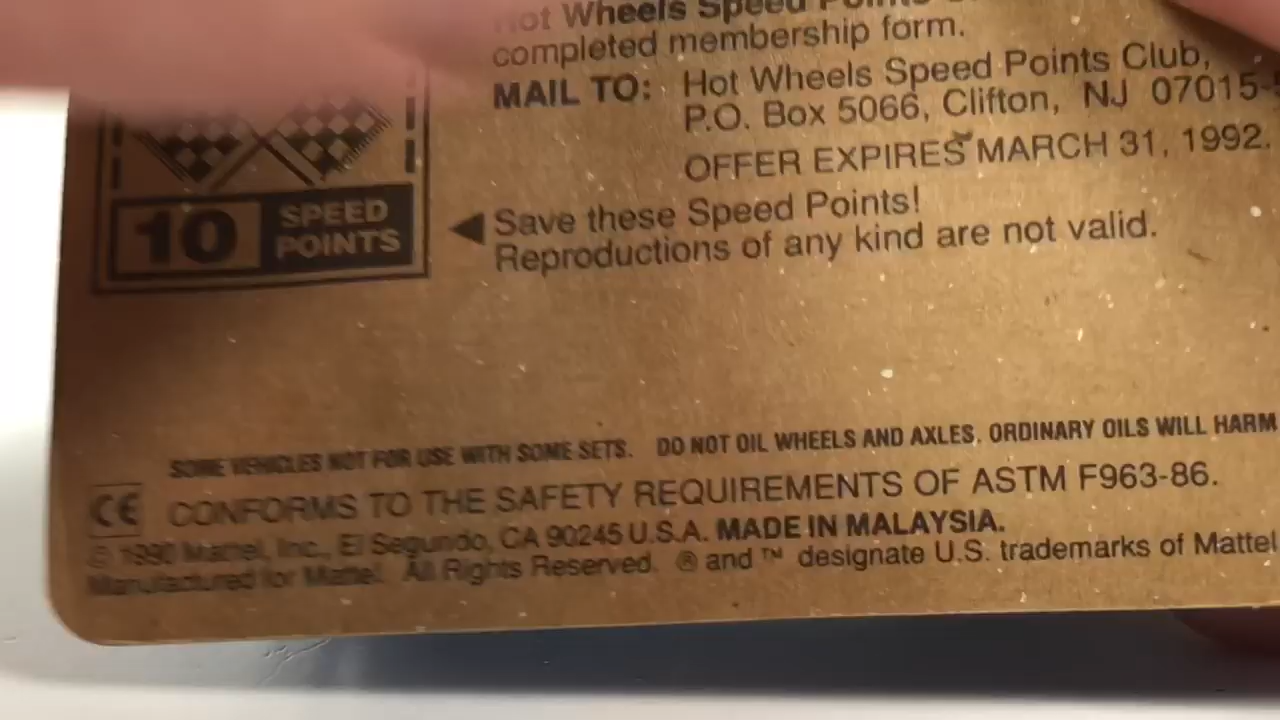 Hot Wheels Speed Points
completed membership form.
MAIL TO: Hot Wheels Speed Points Club,
P.O. Box 5066, Clifton, NJ 07015-
OFFER EXPIRES MARCH 31, 1992.
10 SPEED POINTS
◀ Save these Speed Points!
Reproductions of any kind are not valid.
SOME VEHICLES NOT FOR USE WITH SOME SETS. DO NOT OIL WHEELS AND AXLES, ORDINARY OILS WILL HARM
CE CONFORMS TO THE SAFETY REQUIREMENTS OF ASTM F963-86.
© 1990 Mattel, Inc., El Segundo, CA 90245 U.S.A. MADE IN MALAYSIA.
Manufactured for Mattel. All Rights Reserved. ® and ™ designate U.S. trademarks of Mattel